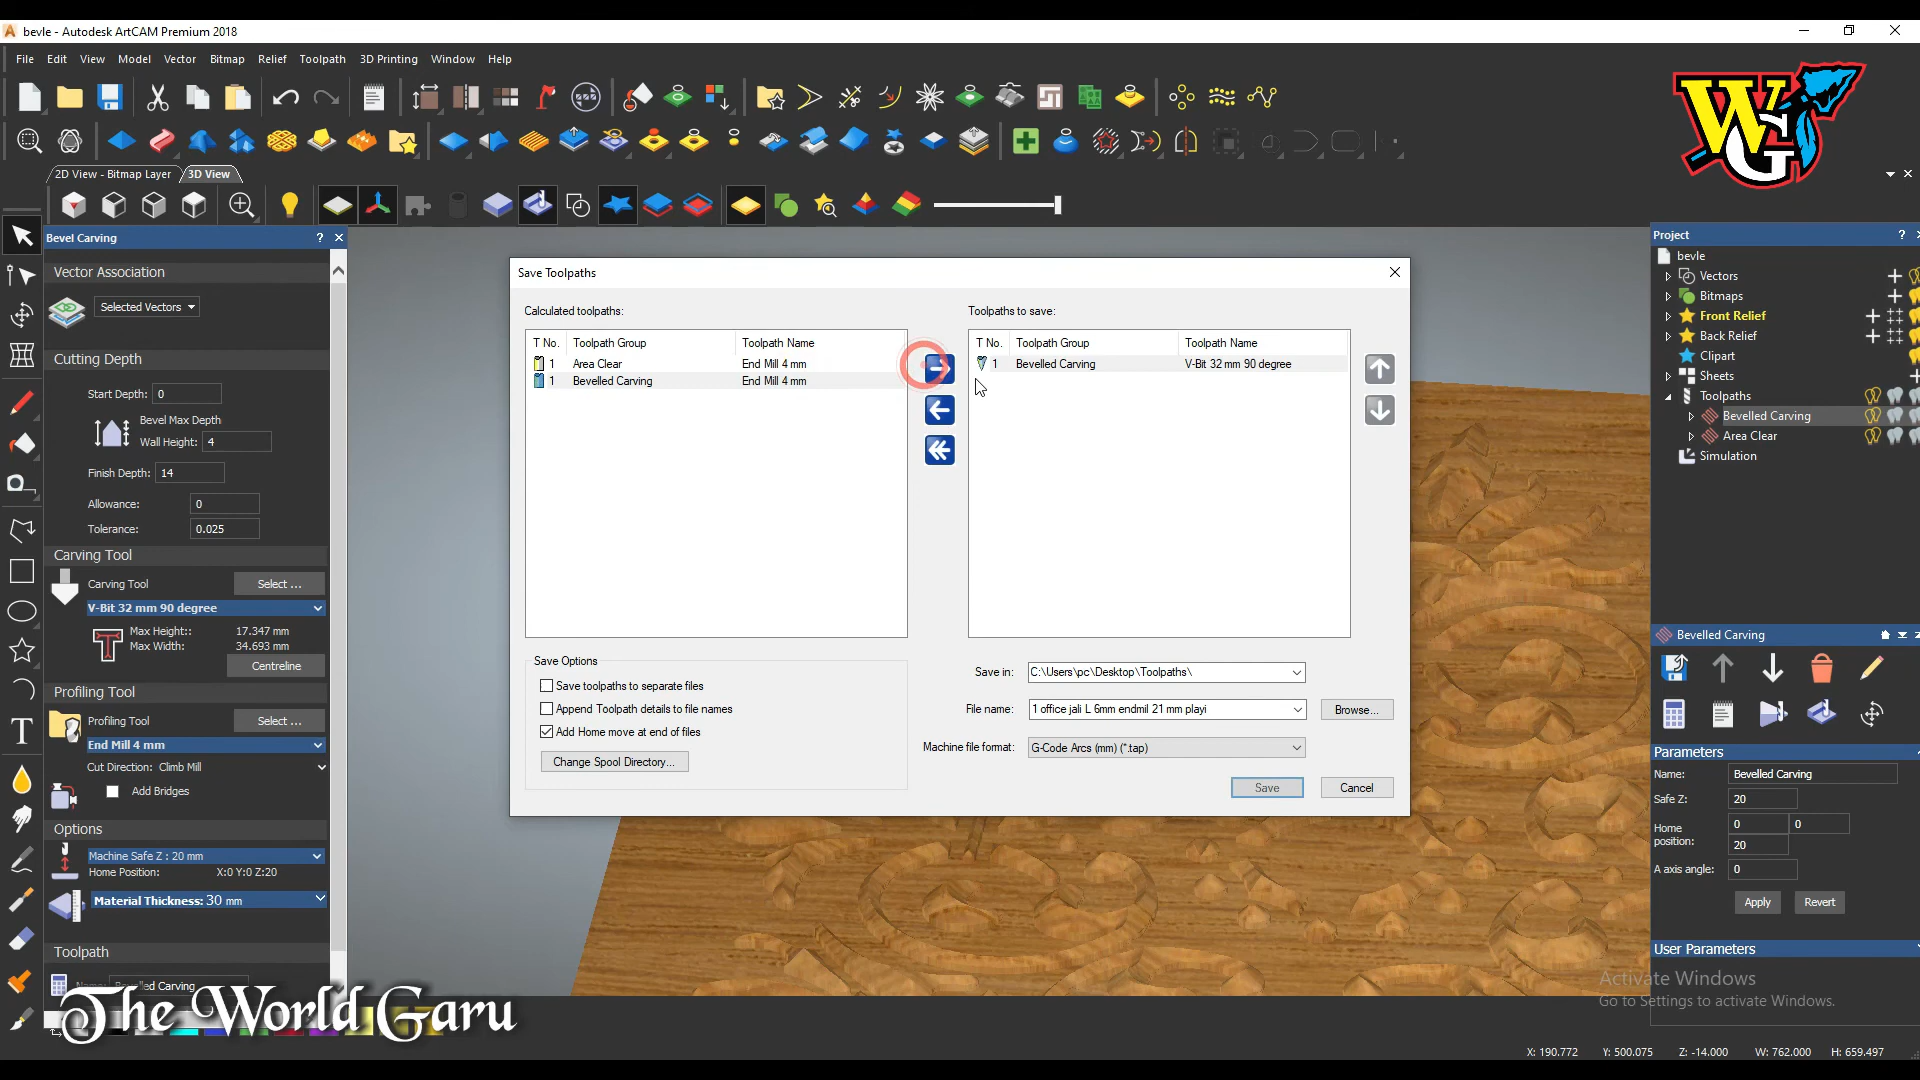 bevle - Autodesk ArtCAM Premium 2018
File Edit View Model Vector Bitmap Relief Toolpath 3D Printing Window Help
WG
2D View - Bitmap Layer 3D View
Bevel Carving
Vector Association
Selected Vectors
Cutting Depth
Start Depth: 0
Bevel Max Depth
Wall Height: 4
Finish Depth: 14
Allowance: 0
Tolerance: 0.025
Carving Tool
Carving Tool Select ...
V-Bit 32 mm 90 degree
Max Height:: 17.347 mm
Max Width: 34.693 mm
Centreline
Profiling Tool
Profiling Tool Select ...
End Mill 4 mm
Cut Direction: Climb Mill
Add Bridges
Options
Machine Safe Z : 20 mm
Home Position: X:0 Y:0 Z:20
Material Thickness: 30 mm
Toolpath
The World Garu
Save Toolpaths
Calculated toolpaths:
T No. Toolpath Group Toolpath Name
1 Area Clear End Mill 4 mm
1 Bevelled Carving End Mill 4 mm
Toolpaths to save:
T No. Toolpath Group Toolpath Name
1 Bevelled Carving V-Bit 32 mm 90 degree
Save Options
Save toolpaths to separate files
Append Toolpath details to file names
Add Home move at end of files
Change Spool Directory...
Save in: C:\Users\pc\Desktop\Toolpaths\
File name: 1 office jali L 6mm endmil 21 mm playi Browse...
Machine file format: G-Code Arcs (mm) (*.tap)
Save Cancel
Project
bevle
Vectors
Bitmaps
Front Relief
Back Relief
Clipart
Sheets
Toolpaths
Bevelled Carving
Area Clear
Simulation
Bevelled Carving
Parameters
Name: Bevelled Carving
Safe Z: 20
Home position: 0 0
20
A axis angle: 0
Apply Revert
User Parameters
Activate Windows
Go to Settings to activate Windows.
X: 190.772 Y: 500.075 Z: -14.000 W: 762.000 H: 659.497